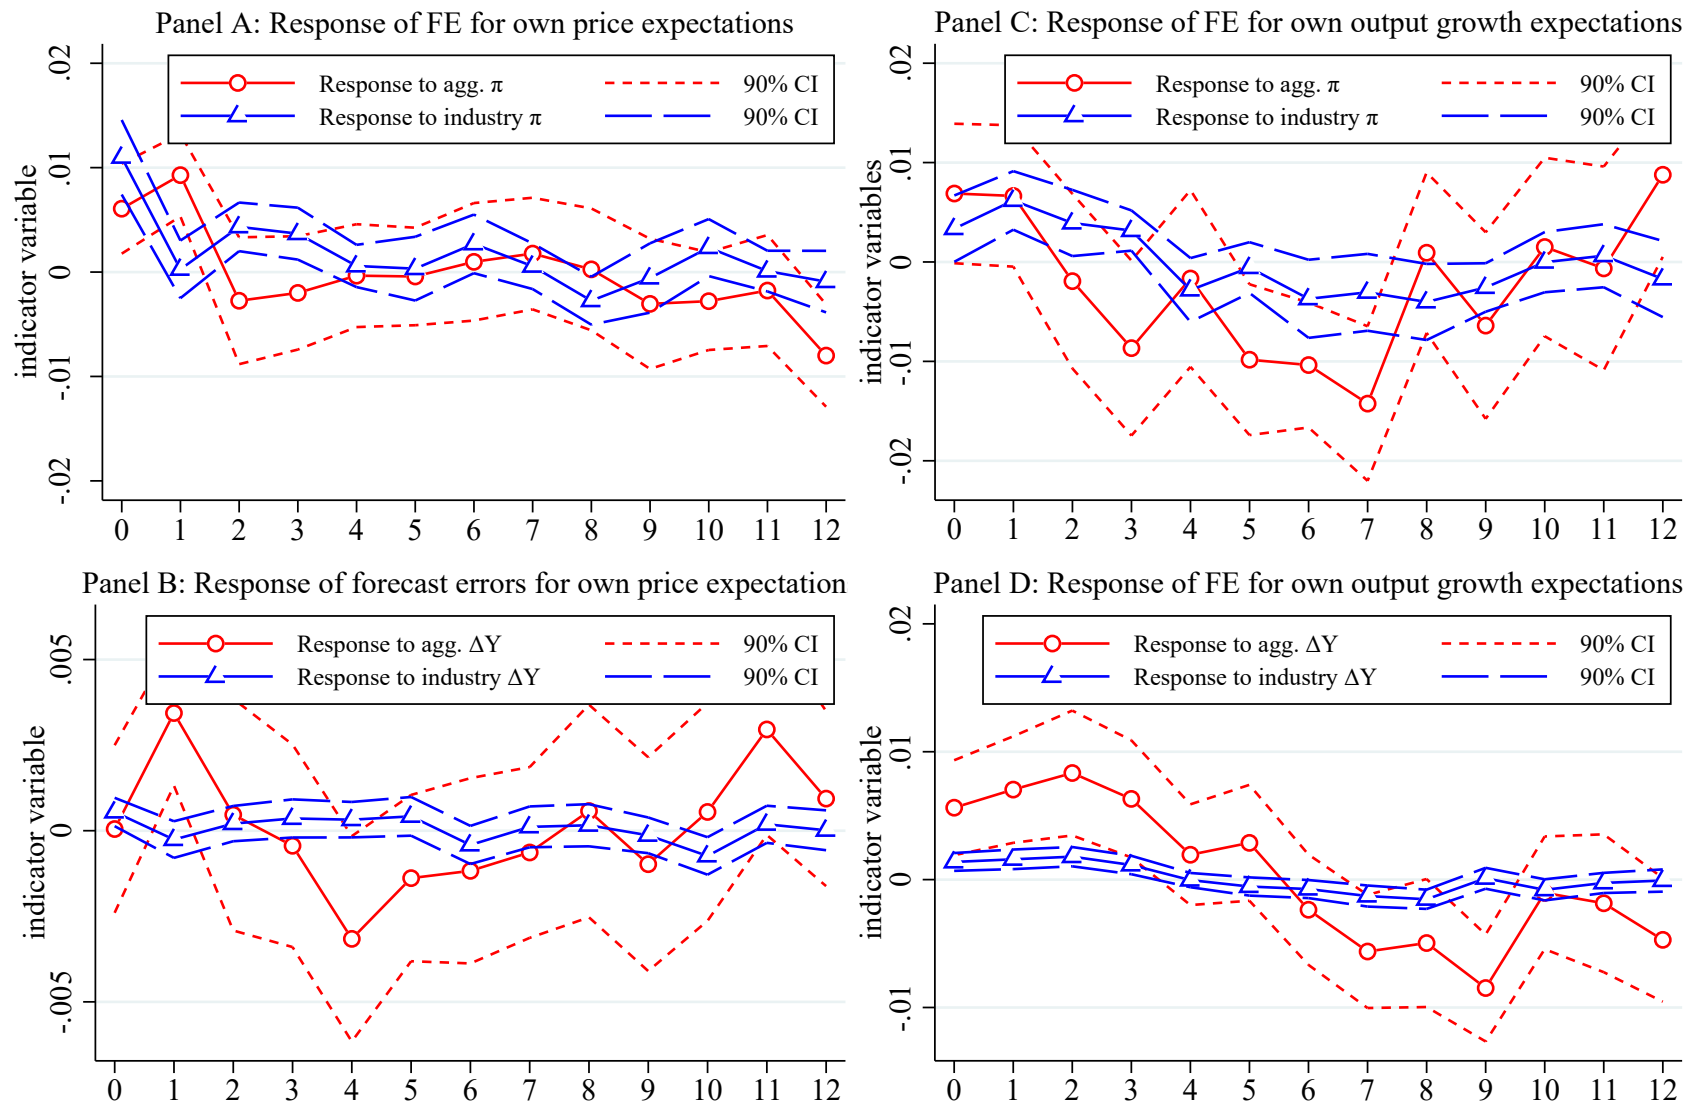 Panel A: Response of FE for own price expectations
Response to agg. π 90% CI
Response to industry π 90% CI
indicator variable
.02
.01
0
-.01
-.02
0 1 2 3 4 5 6 7 8 9 10 11 12
Panel C: Response of FE for own output growth expectations
Response to agg. π 90% CI
Response to industry π 90% CI
indicator variables
.02
.01
0
-.01
-.02
0 1 2 3 4 5 6 7 8 9 10 11 12
Panel B: Response of forecast errors for own price expectation
Response to agg. ΔY 90% CI
Response to industry ΔY 90% CI
indicator variable
.005
0
-.005
0 1 2 3 4 5 6 7 8 9 10 11 12
Panel D: Response of FE for own output growth expectations
Response to agg. ΔY 90% CI
Response to industry ΔY 90% CI
indicator variable
.02
.01
0
-.01
0 1 2 3 4 5 6 7 8 9 10 11 12